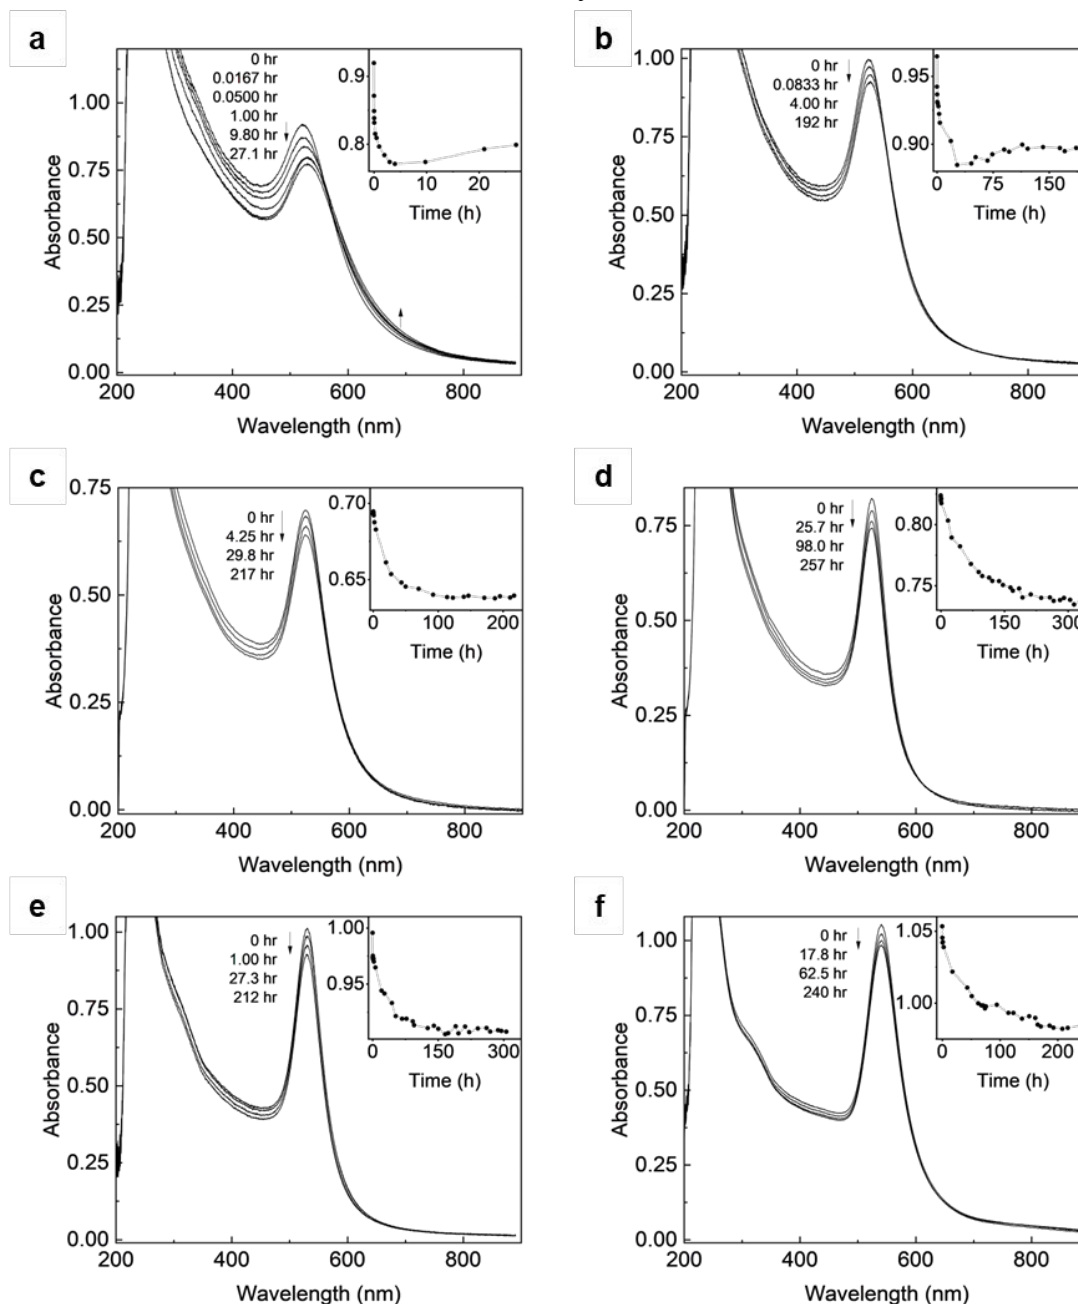 a
0 hr
0.0167 hr
0.0500 hr
1.00 hr
9.80 hr
27.1 hr
0.9
0.8
0 10 20
Time (h)
1.00
0.75
0.50
0.25
0.00
Absorbance
200 400 600 800
Wavelength (nm)
b
0 hr
0.0833 hr
4.00 hr
192 hr
0.95
0.90
0 75 150
Time (h)
1.00
0.75
0.50
0.25
0.00
Absorbance
200 400 600 800
Wavelength (nm)
c
0 hr
4.25 hr
29.8 hr
217 hr
0.70
0.65
0 100 200
Time (h)
0.75
0.50
0.25
0.00
Absorbance
200 400 600 800
Wavelength (nm)
d
0 hr
25.7 hr
98.0 hr
257 hr
0.80
0.75
0 150 300
Time (h)
0.75
0.50
0.25
0.00
Absorbance
200 400 600 800
Wavelength (nm)
e
0 hr
1.00 hr
27.3 hr
212 hr
1.00
0.95
0 150 300
Time (h)
1.00
0.75
0.50
0.25
0.00
Absorbance
200 400 600 800
Wavelength (nm)
f
0 hr
17.8 hr
62.5 hr
240 hr
1.05
1.00
0 100 200
Time (h)
1.00
0.75
0.50
0.25
0.00
Absorbance
200 400 600 800
Wavelength (nm)